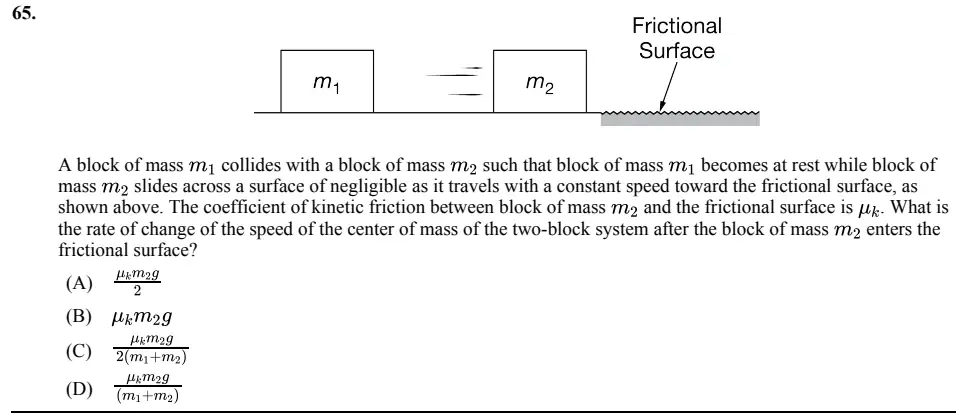 65.
Frictional
Surface
m₁
m₂
A block of mass m₁ collides with a block of mass m₂ such that block of mass m₁ becomes at rest while block of
mass m₂ slides across a surface of negligible as it travels with a constant speed toward the frictional surface, as
shown above. The coefficient of kinetic friction between block of mass m₂ and the frictional surface is μₖ. What is
the rate of change of the speed of the center of mass of the two-block system after the block of mass m₂ enters the
frictional surface?
(A) μₖm₂g/2
(B) μₖm₂g
(C) μₖm₂g/2(m₁+m₂)
(D) μₖm₂g/(m₁+m₂)